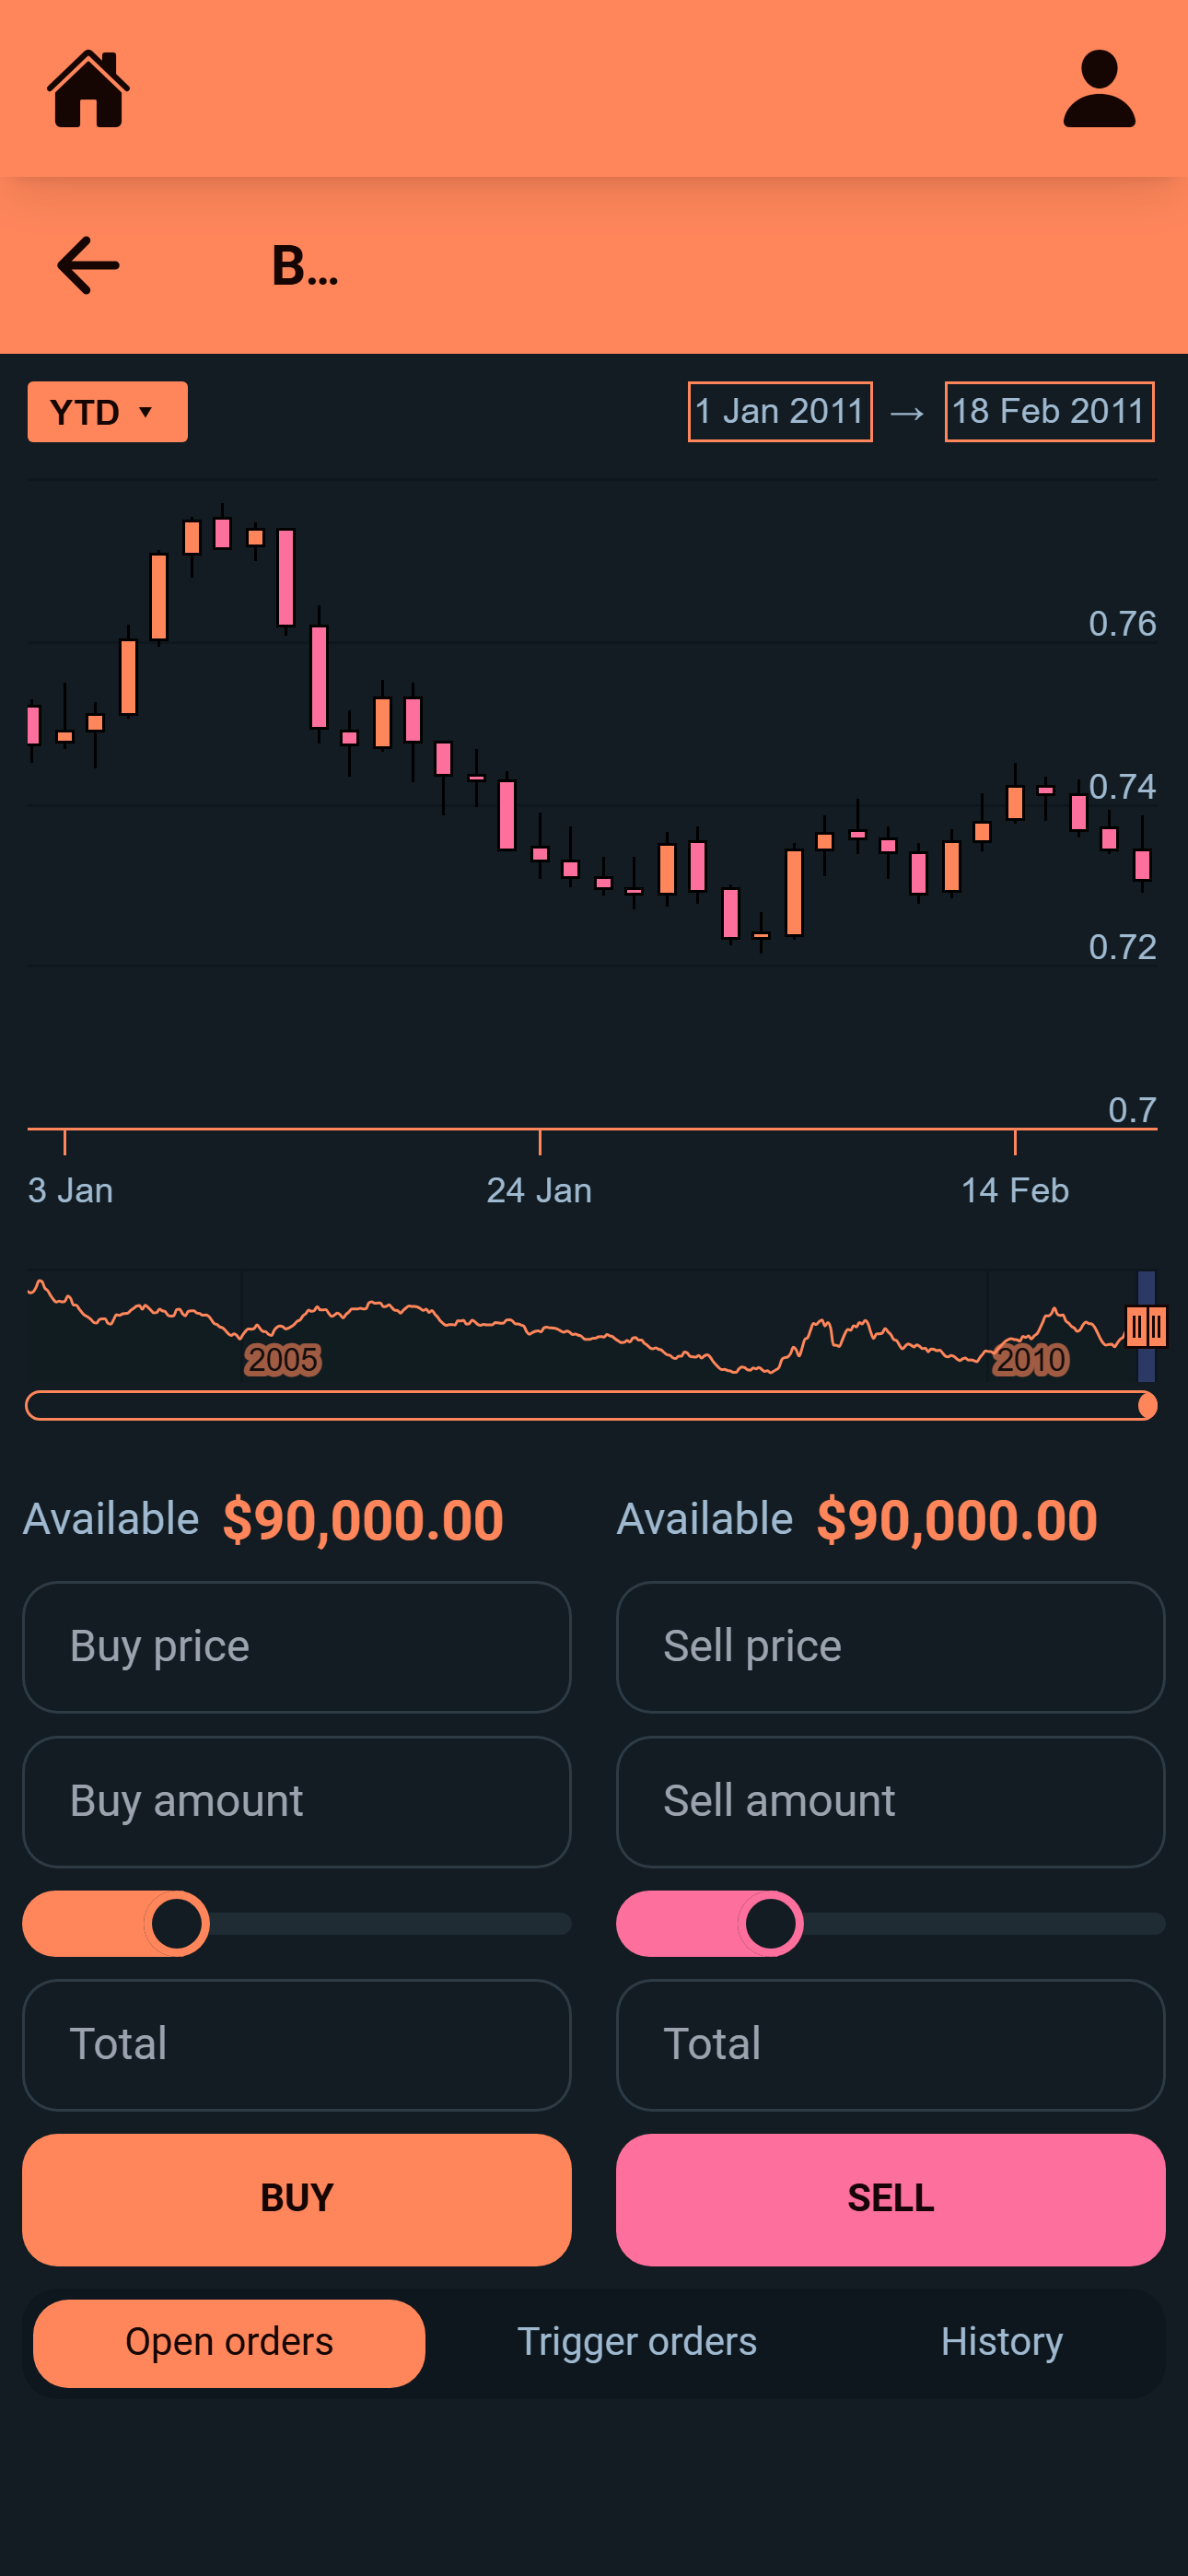 B…
YTD ▼ 1 Jan 2011 → 18 Feb 2011
0.76
0.74
0.72
0.7
3 Jan 24 Jan 14 Feb
2005 2010
Available $90,000.00 Available $90,000.00
Buy price Sell price
Buy amount Sell amount
Total Total
BUY SELL
Open orders Trigger orders History